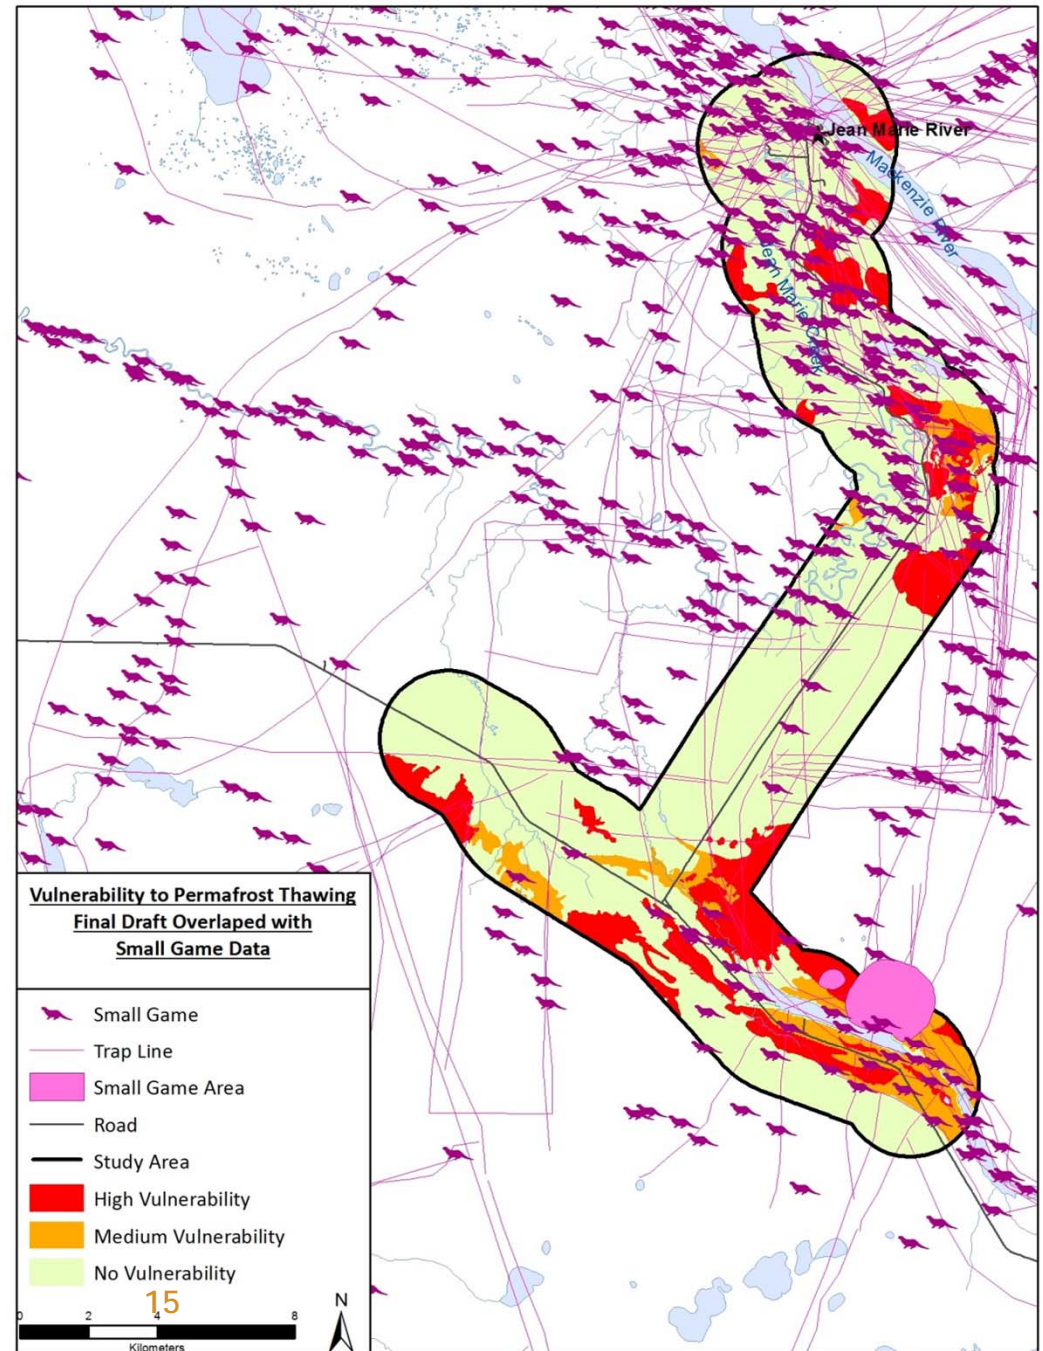 Jean Marie River
Mackenzie River
Jean Marie Creek
Vulnerability to Permafrost Thawing
Final Draft Overlaped with
Small Game Data
Small Game
Trap Line
Small Game Area
Road
Study Area
High Vulnerability
Medium Vulnerability
No Vulnerability
15
0 2 4 8
Kilometers
N